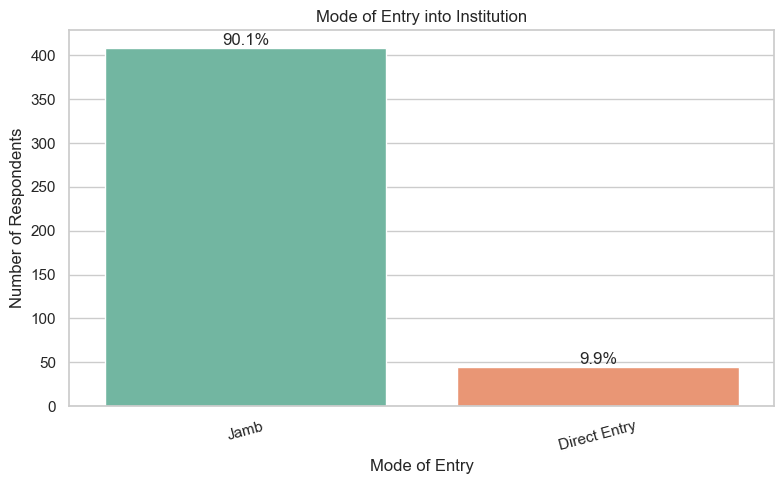 Mode of Entry into Institution
90.1%
400
350
300
250
200
150
100
50
0
9.9%
Number of Respondents
Jamb
Direct Entry
Mode of Entry